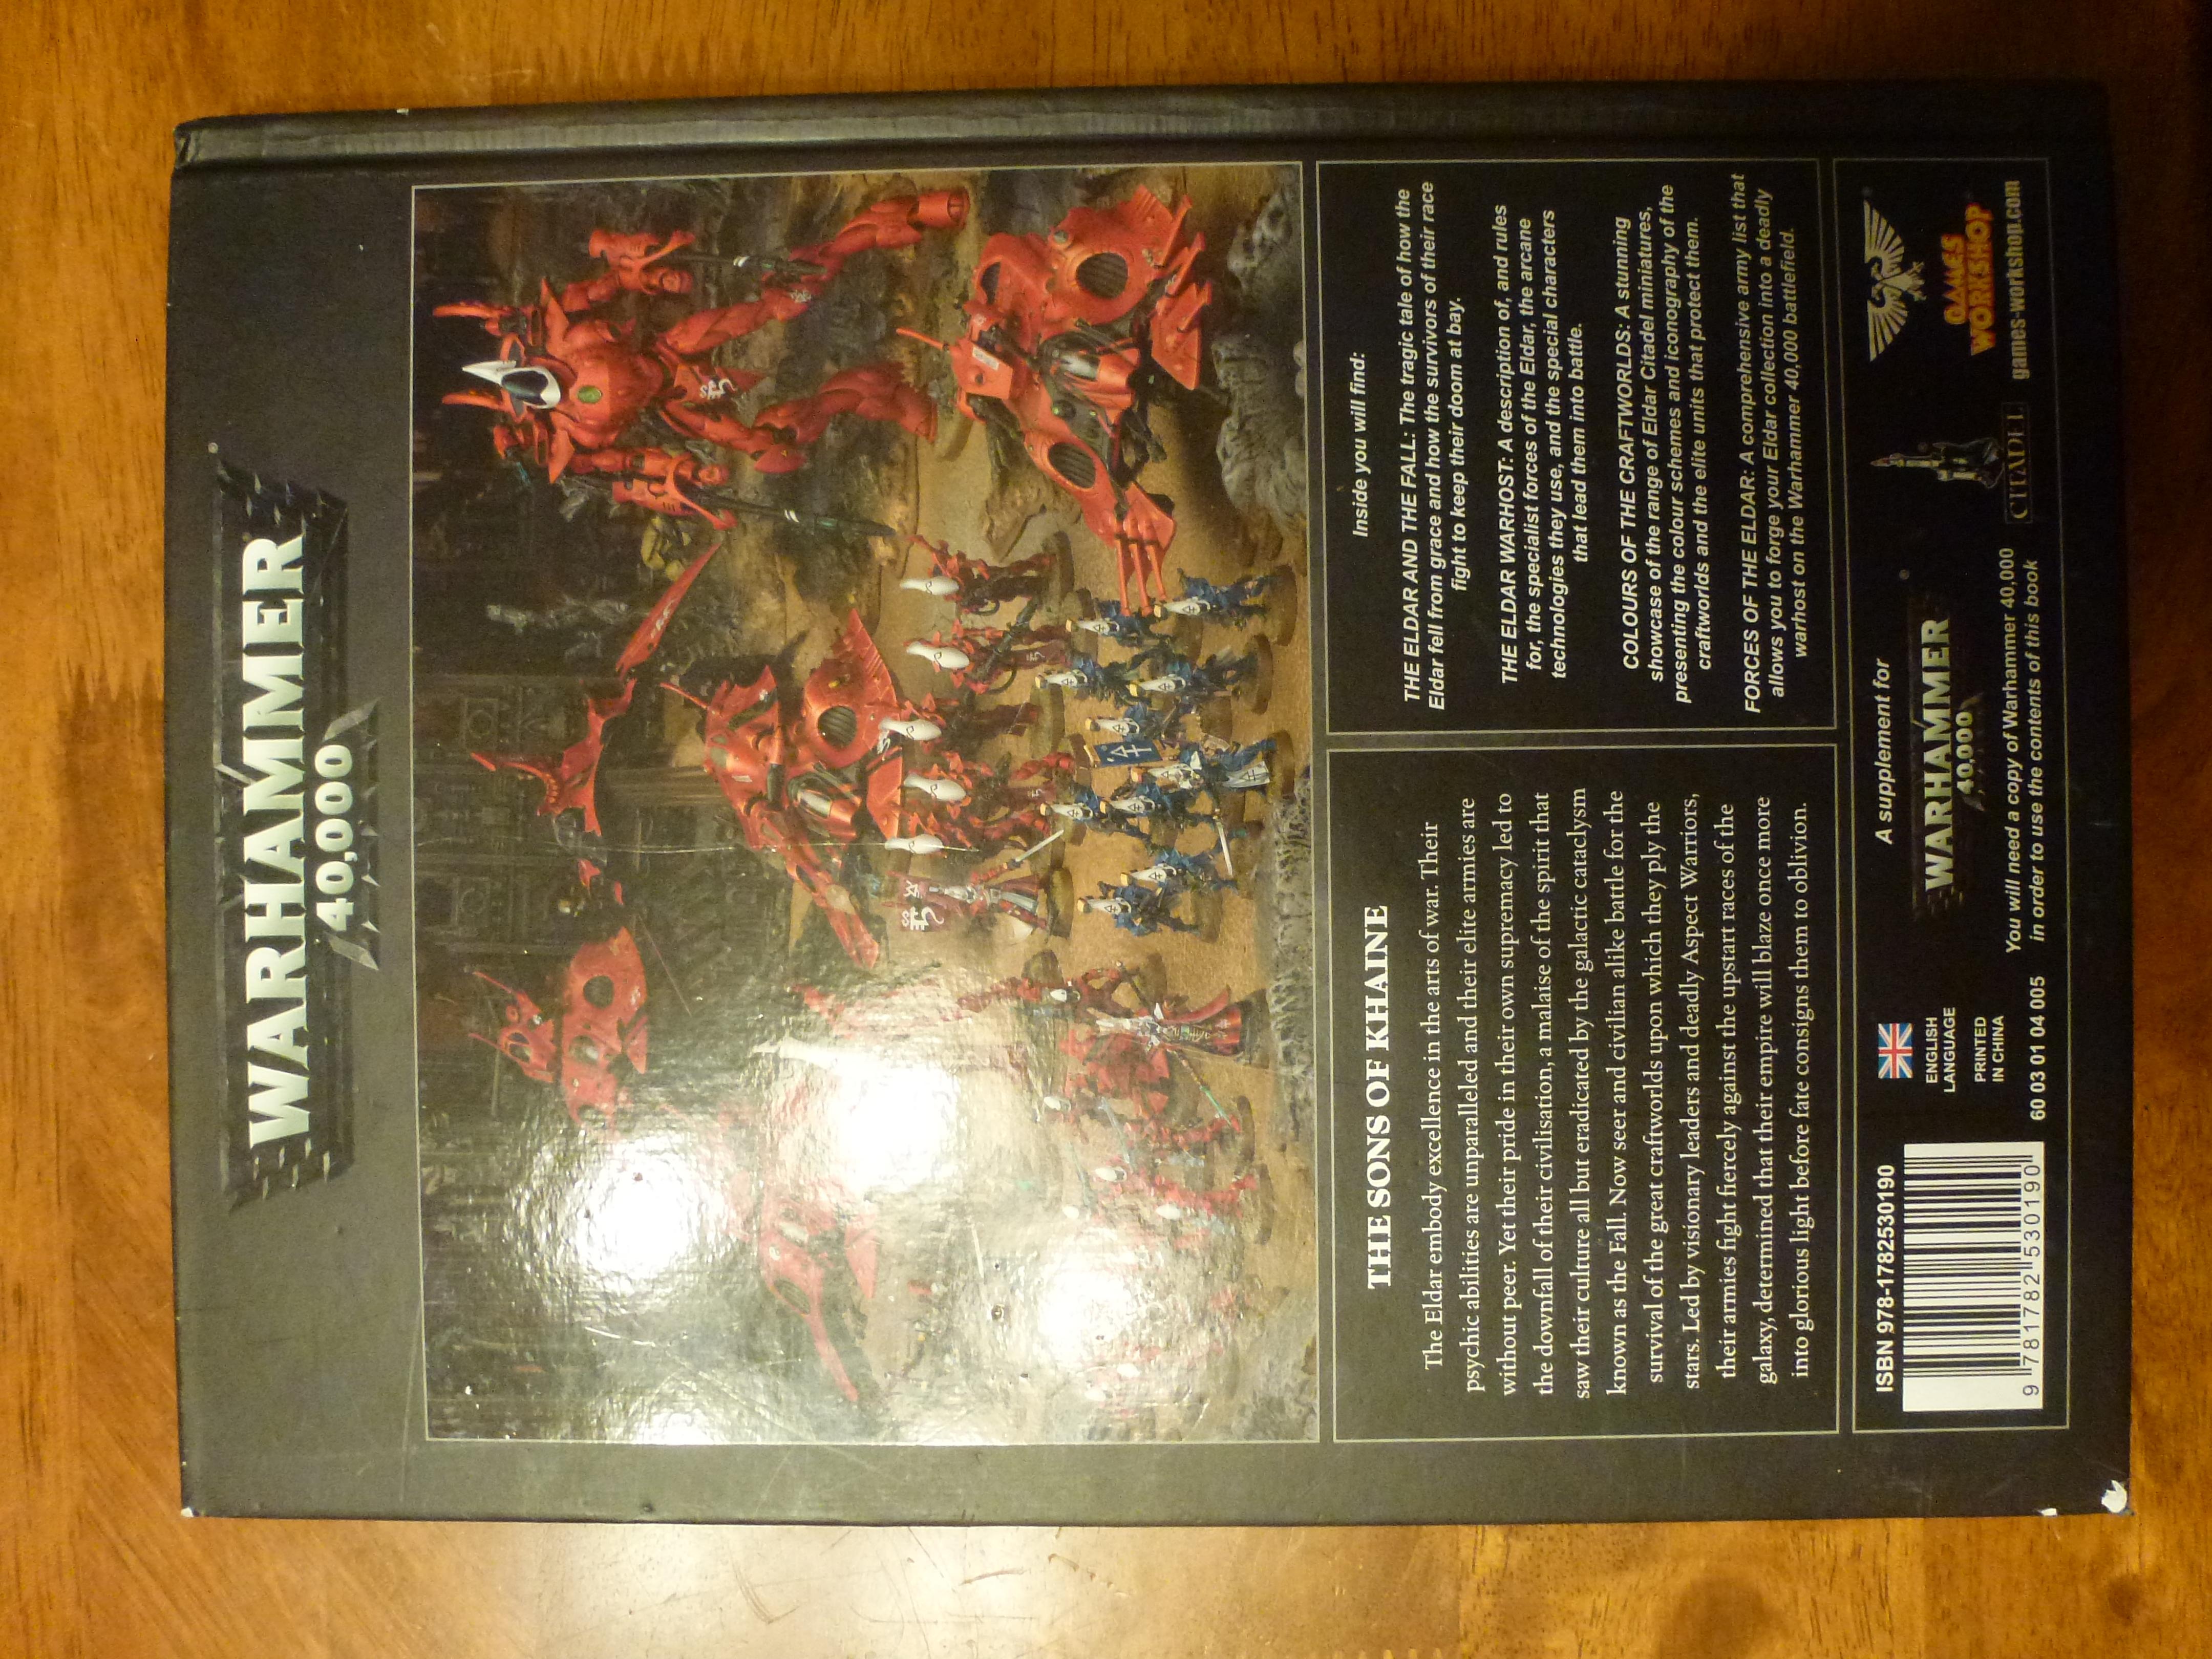 WARHAMMER
40,000
THE SONS OF KHAINE
The Eldar embody excellence in the arts of war. Their
psychic abilities are unparalleled and their elite armies are
without peer. Yet their pride in their own supremacy led to
the downfall of their civilisation, a malaise of the spirit that
saw their culture all but eradicated by the galactic cataclysm
known as the Fall. Now seer and civilian alike battle for the
survival of the great craftworlds upon which they ply the
stars. Led by visionary leaders and deadly Aspect Warriors,
their armies fight fiercely against the upstart races of the
galaxy, determined that their empire will blaze once more
into glorious light before fate consigns them to oblivion.
Inside you will find:
THE ELDAR AND THE FALL: The tragic tale of how the
Eldar fell from grace and how the survivors of their race
fight to keep their doom at bay.
THE ELDAR WARHOST: A description of, and rules
for, the specialist forces of the Eldar, the arcane
technologies they use, and the special characters
that lead them into battle.
COLOURS OF THE CRAFTWORLDS: A stunning
showcase of the range of Eldar Citadel miniatures,
presenting the colour schemes and iconography of the
craftworlds and the elite units that protect them.
FORCES OF THE ELDAR: A comprehensive army list that
allows you to forge your Eldar collection into a deadly
warhost on the Warhammer 40,000 battlefield.
ISBN 978-1782530190
9 781782 530190
ENGLISH
LANGUAGE
PRINTED
IN CHINA
60 03 01 04 005
A supplement for
WARHAMMER
40,000
You will need a copy of Warhammer 40,000
in order to use the contents of this book
CITADEL
GAMES
WORKSHOP
games-workshop.com